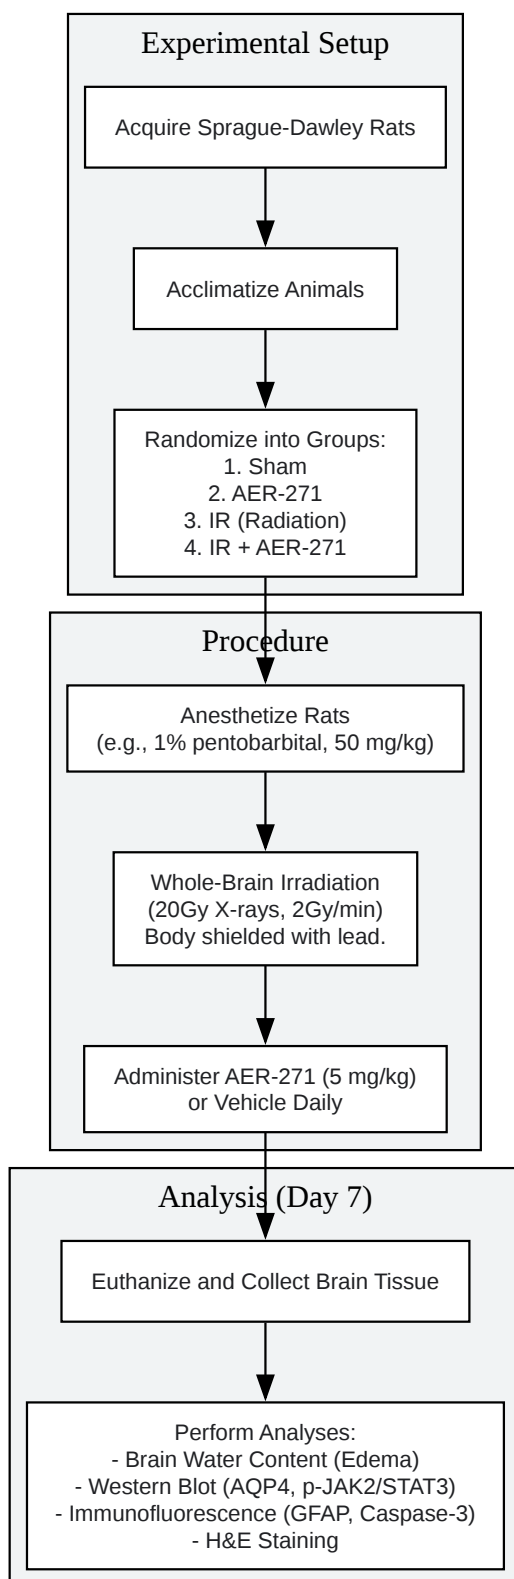 Experimental Setup
Acquire Sprague-Dawley Rats
Acclimatize Animals
Randomize into Groups:
1. Sham
2. AER-271
3. IR (Radiation)
4. IR + AER-271
Procedure
Anesthetize Rats
(e.g., 1% pentobarbital, 50 mg/kg)
Whole-Brain Irradiation
(20Gy X-rays, 2Gy/min)
Body shielded with lead.
Administer AER-271 (5 mg/kg)
or Vehicle Daily
Analysis (Day 7)
Euthanize and Collect Brain Tissue
Perform Analyses:
- Brain Water Content (Edema)
- Western Blot (AQP4, p-JAK2/STAT3)
- Immunofluorescence (GFAP, Caspase-3)
- H&E Staining